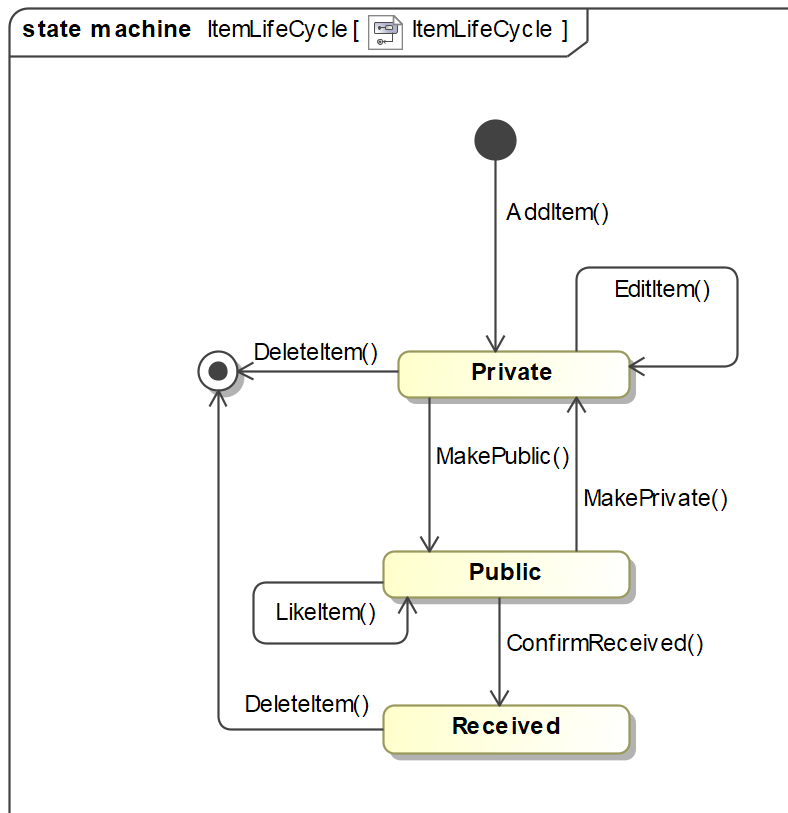 state machine ItemLifeCycle [ ItemLifeCycle ]
AddItem()
EditItem()
DeleteItem()
Private
MakePublic()
MakePrivate()
Public
LikeItem()
ConfirmReceived()
DeleteItem()
Received